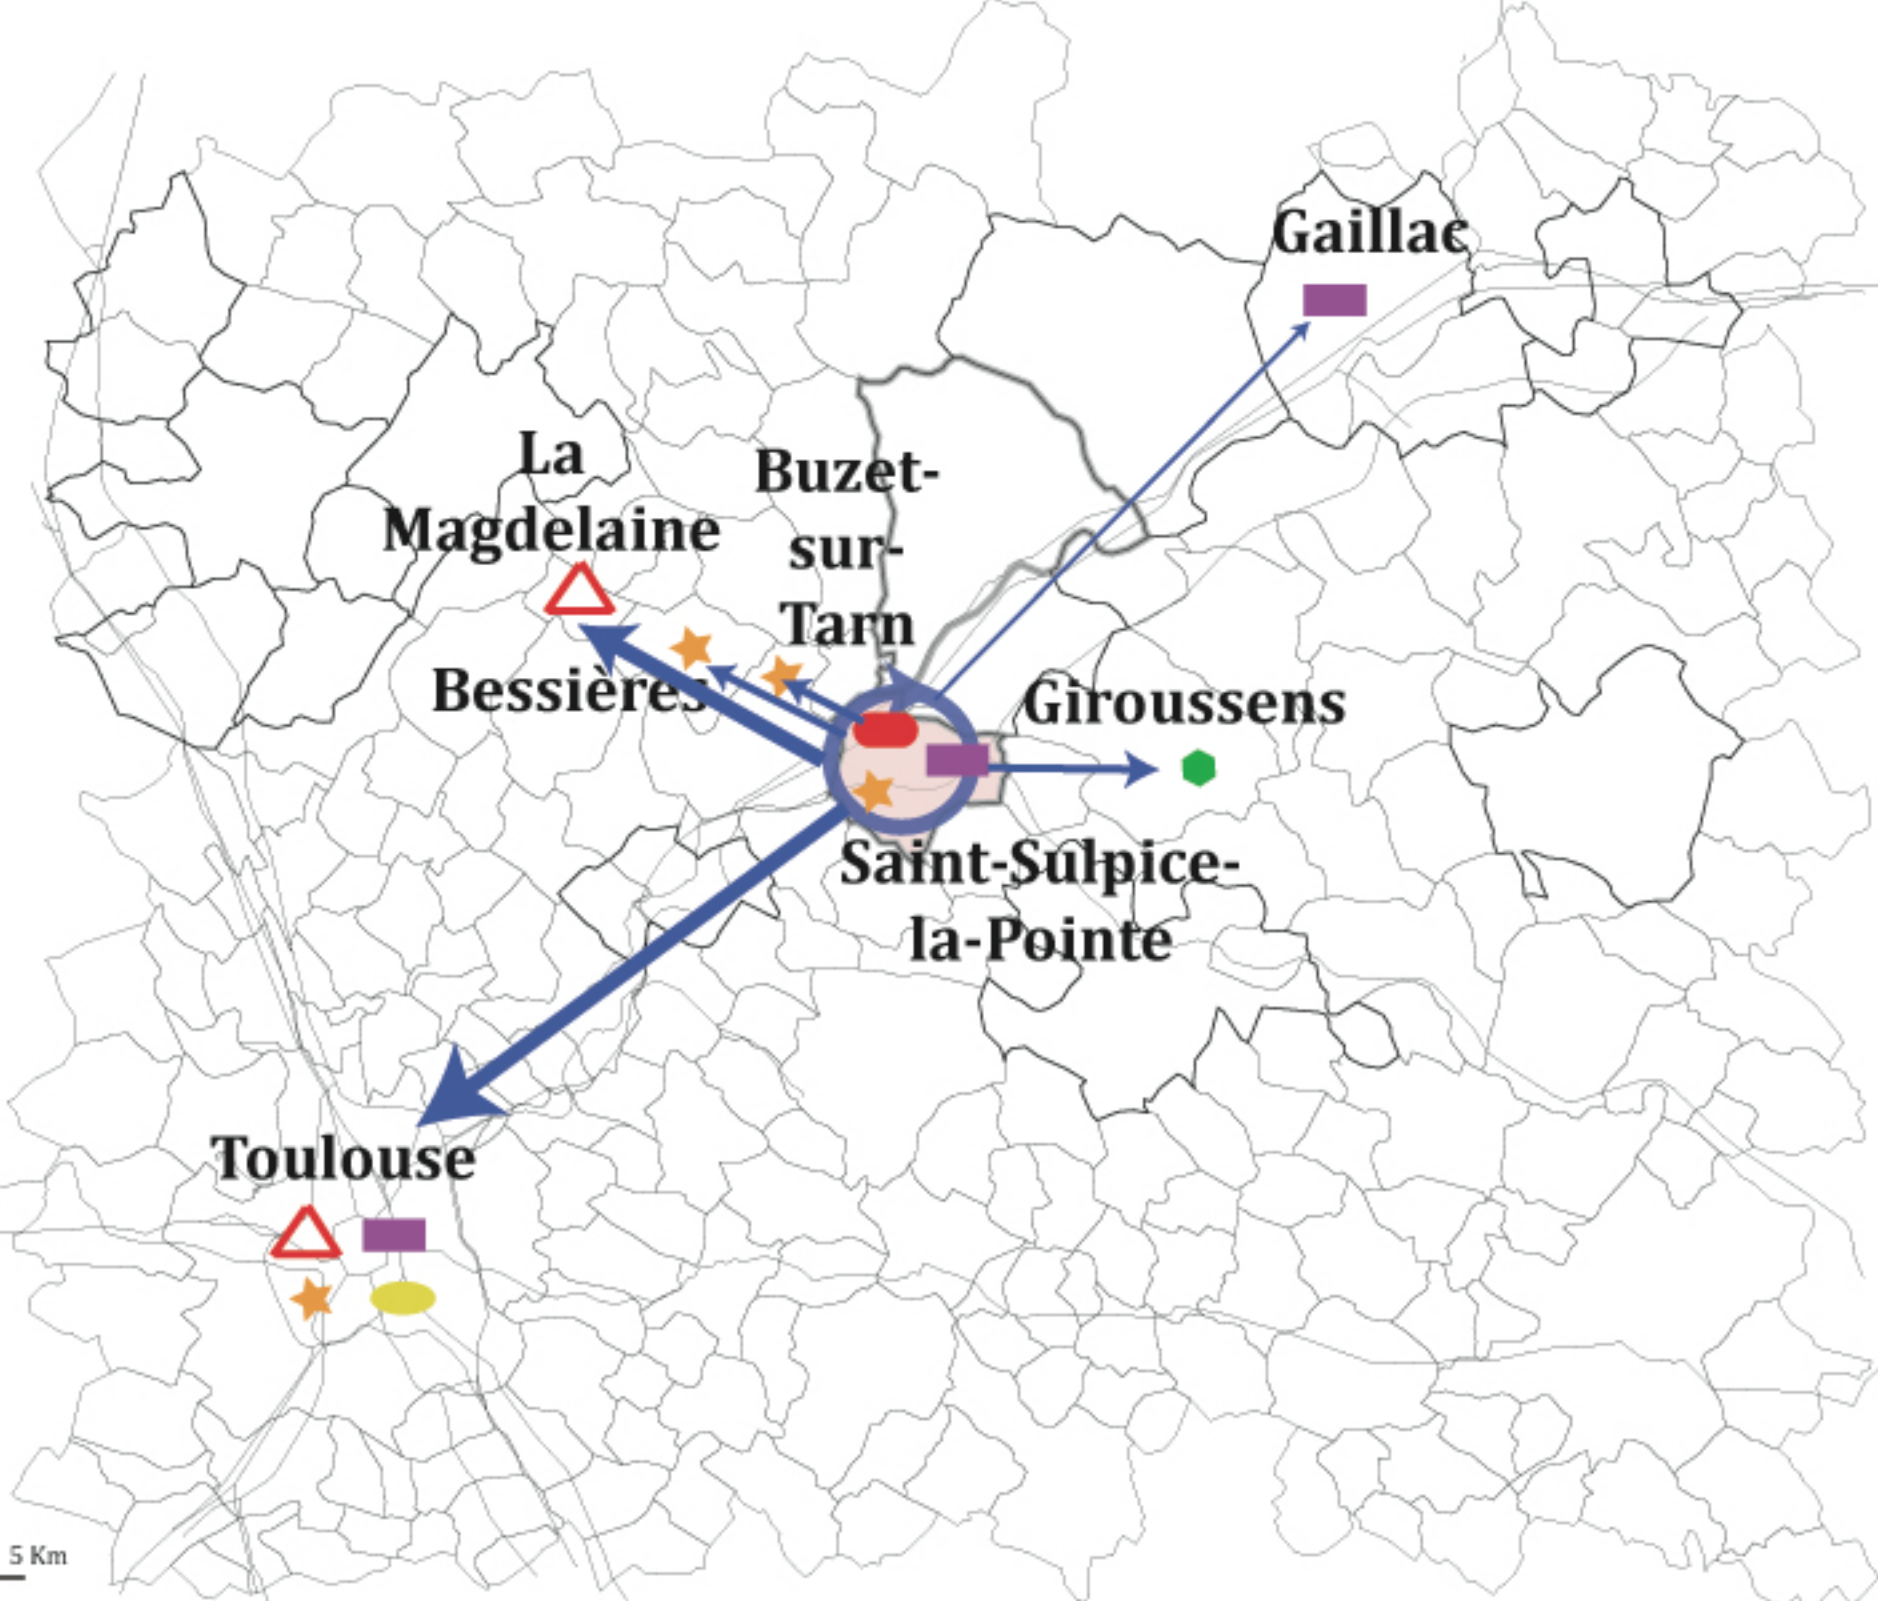 Gaillac
La
Magdelaine
Buzet-
sur-
Tarn
Bessières
Giroussens
Saint-Sulpice-
la-Pointe
Toulouse
5 Km